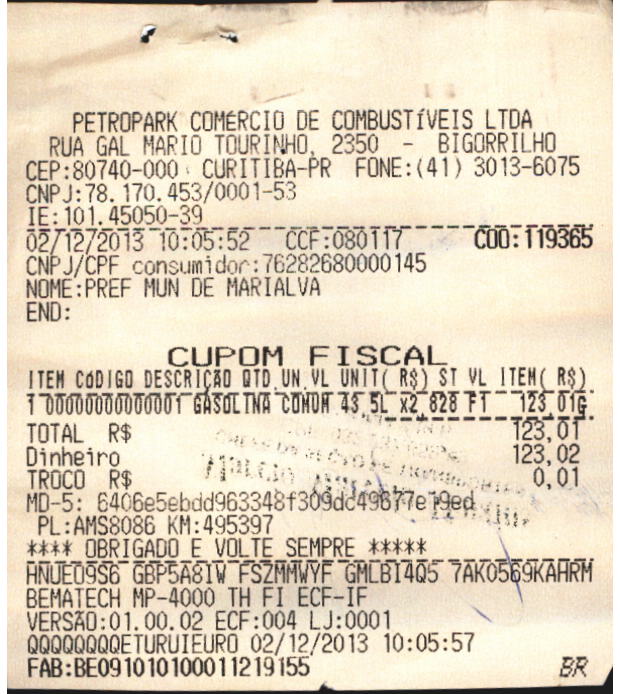 PETROPARK COMÉRCIO DE COMBUSTÍVEIS LTDA
RUA GAL MARIO TOURINHO, 2350 - BIGORRILHO
CEP:80740-000 CURITIBA-PR FONE:(41) 3013-6075
CNPJ:78.170.453/0001-53
IE:101.45050-39
02/12/2013 10:05:52 CCF:080117 COO:119365
CNPJ/CPF consumidor:76282680000145
NOME:PREF MUN DE MARIALVA
END:
CUPOM FISCAL
ITEM CÓDIGO DESCRIÇÃO QTD.UN.VL UNIT( R$) ST VL ITEM( R$)
1 00000000000001 GASOLINA COMUM 43,5L x2,828 F1 123,01G
TOTAL R$ 123,01
Dinheiro 123,02
TROCO R$ 0,01
MD-5: 6406e5ebdd963348f309dc49677e19ed
PL:AMS8086 KM:495397
**** OBRIGADO E VOLTE SEMPRE *****
HNUEO9S6 GBP5A81W FSZMMWYF GMLBI4Q5 7AK0569KAHRM
BEMATECH MP-4000 TH FI ECF-IF
VERSÃO:01.00.02 ECF:004 LJ:0001
QQQQQQQQETURUIEURO 02/12/2013 10:05:57
FAB:BE091010100011219155 BR